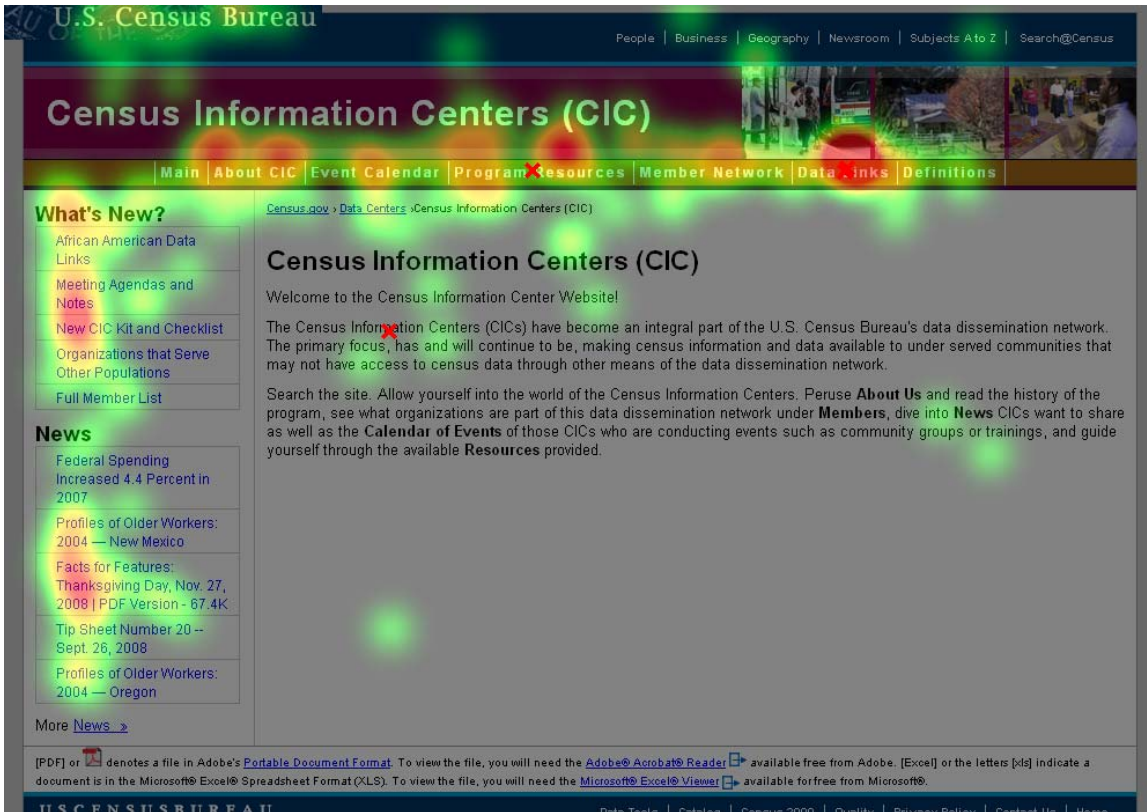 U.S. Census Bureau
People | Business | Geography | Newsroom | Subjects A to Z | Search@Census
Census Information Centers (CIC)
Main | About CIC | Event Calendar | Program Resources | Member Network | Data Links | Definitions
What's New?
African American Data
Links
Meeting Agendas and
Notes
New CIC Kit and Checklist
Organizations that Serve
Other Populations
Full Member List
News
Federal Spending
Increased 4.4 Percent in
2007
Profiles of Older Workers:
2004 — New Mexico
Facts for Features:
Thanksgiving Day, Nov. 27,
2008 | PDF Version - 67.4K
Tip Sheet Number 20 --
Sept. 26, 2008
Profiles of Older Workers:
2004 — Oregon
More News »
Census.gov › Data Centers ›Census Information Centers (CIC)
Census Information Centers (CIC)
Welcome to the Census Information Center Website!
The Census Information Centers (CICs) have become an integral part of the U.S. Census Bureau's data dissemination network.
The primary focus, has and will continue to be, making census information and data available to under served communities that
may not have access to census data through other means of the data dissemination network.
Search the site. Allow yourself into the world of the Census Information Centers. Peruse About Us and read the history of the
program, see what organizations are part of this data dissemination network under Members, dive into News CICs want to share
as well as the Calendar of Events of those CICs who are conducting events such as community groups or trainings, and guide
yourself through the available Resources provided.
[PDF] or denotes a file in Adobe's Portable Document Format. To view the file, you will need the Adobe® Acrobat® Reader available free from Adobe. [Excel] or the letters [xls] indicate a
document is in the Microsoft® Excel® Spreadsheet Format (XLS). To view the file, you will need the Microsoft® Excel® Viewer available for free from Microsoft®.
U S C E N S U S B U R E A U
Data Tools | Catalog | Census 2000 | Quality | Privacy Policy | Contact Us | Home